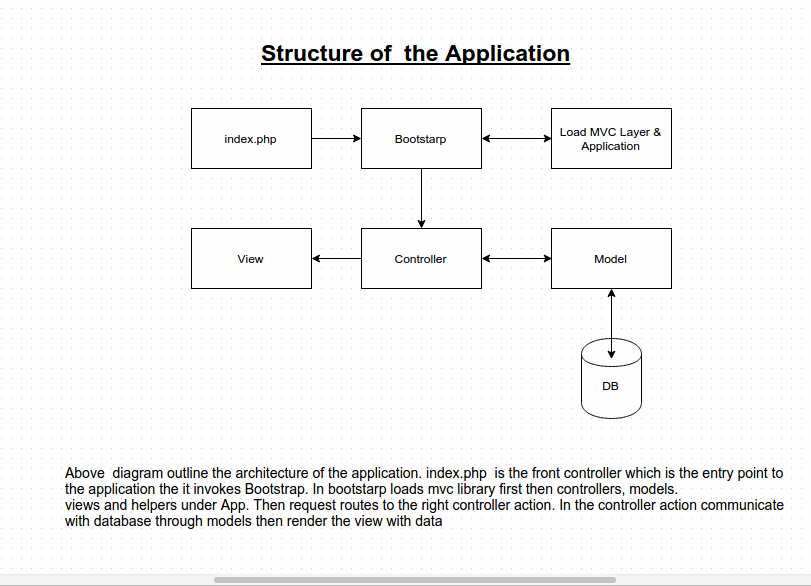 Structure of  the Application
index.php
Bootstarp
Load MVC Layer &
Application
View
Controller
Model
DB
Above  diagram outline the architecture of the application. index.php  is the front controller which is the entry point to
the application the it invokes Bootstrap. In bootstarp loads mvc library first then controllers, models.
views and helpers under App. Then request routes to the right controller action. In the controller action communicate
with database through models then render the view with data